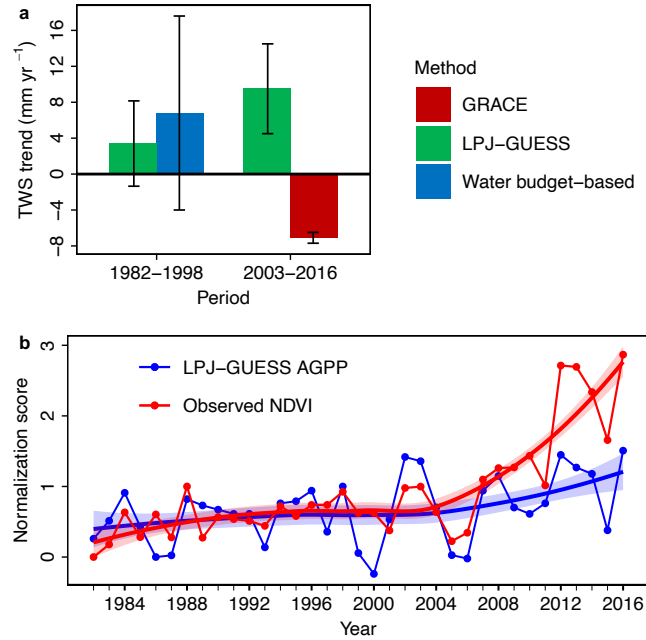 a
TWS trend (mm yr ⁻¹)
16
12
8
4
0
−4
−8
1982−1998
2003−2016
Period
Method
GRACE
LPJ−GUESS
Water budget−based
b
Normalization score
3
2
1
0
LPJ−GUESS AGPP
Observed NDVI
1984 1988 1992 1996 2000 2004 2008 2012 2016
Year